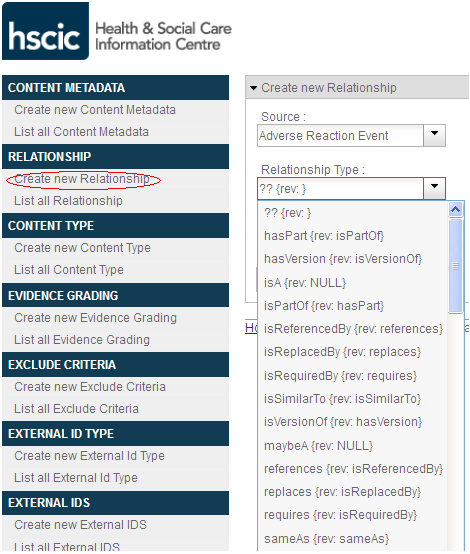 hscic Health & Social Care
Information Centre
CONTENT METADATA
Create new Content Metadata
List all Content Metadata
RELATIONSHIP
Create new Relationship
List all Relationship
CONTENT TYPE
Create new Content Type
List all Content Type
EVIDENCE GRADING
Create new Evidence Grading
List all Evidence Grading
EXCLUDE CRITERIA
Create new Exclude Criteria
List all Exclude Criteria
EXTERNAL ID TYPE
Create new External Id Type
List all External Id Type
EXTERNAL IDS
Create new External IDS
List all External IDS
Create new Relationship
Source :
Adverse Reaction Event
Relationship Type :
?? {rev: }
?? {rev: }
hasPart {rev: isPartOf}
hasVersion {rev: isVersionOf}
isA {rev: NULL}
isPartOf {rev: hasPart}
isReferencedBy {rev: references}
isReplacedBy {rev: replaces}
isRequiredBy {rev: requires}
isSimilarTo {rev: isSimilarTo}
isVersionOf {rev: hasVersion}
maybeA {rev: NULL}
references {rev: isReferencedBy}
replaces {rev: isReplacedBy}
requires {rev: isRequiredBy}
sameAs {rev: sameAs}